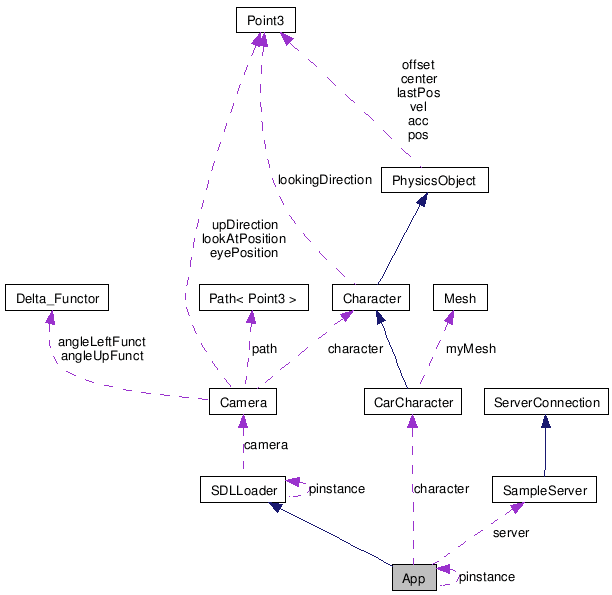 Point3
offset
center
lastPos
vel
acc
pos
lookingDirection
PhysicsObject
upDirection
lookAtPosition
eyePosition
Delta_Functor
Path< Point3 >
Character
Mesh
angleLeftFunct
angleUpFunct
path
character
myMesh
Camera
CarCharacter
ServerConnection
camera
SDLLoader
pinstance
character
SampleServer
server
App
pinstance